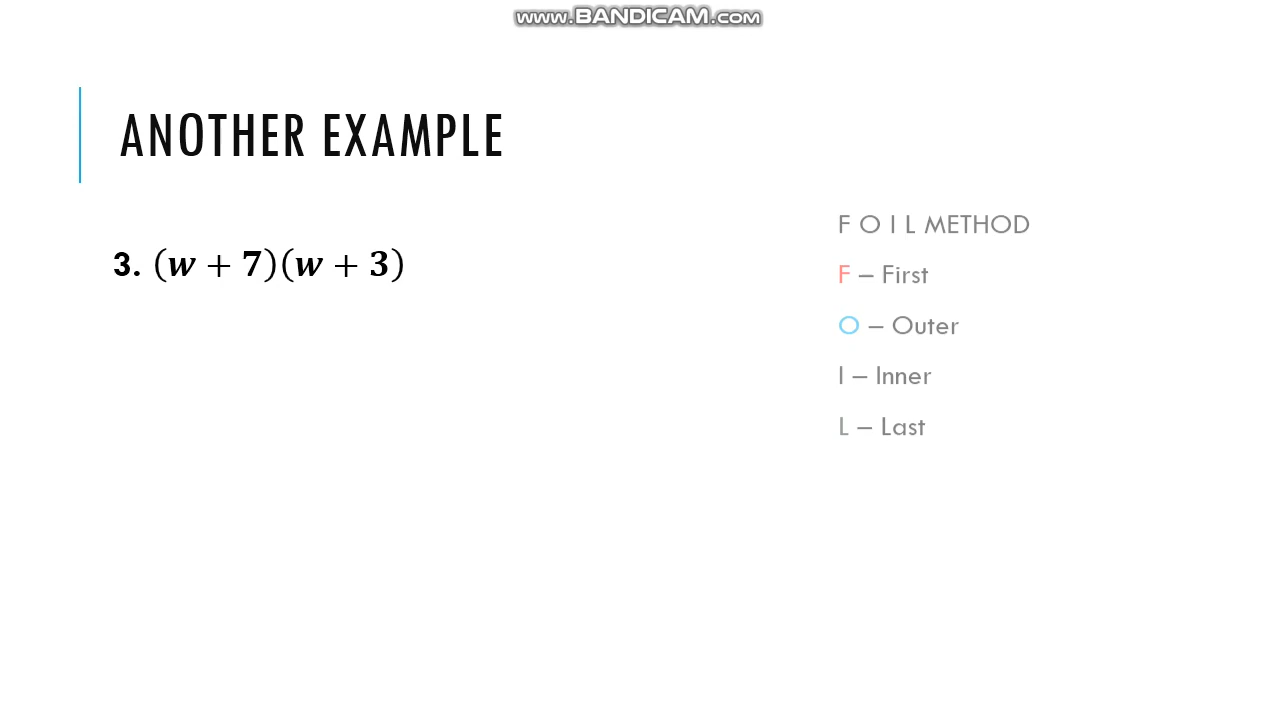 www.BANDICAM.com
ANOTHER EXAMPLE
3. (w + 7)(w + 3)
F O I L METHOD
F – First
O – Outer
I – Inner
L – Last